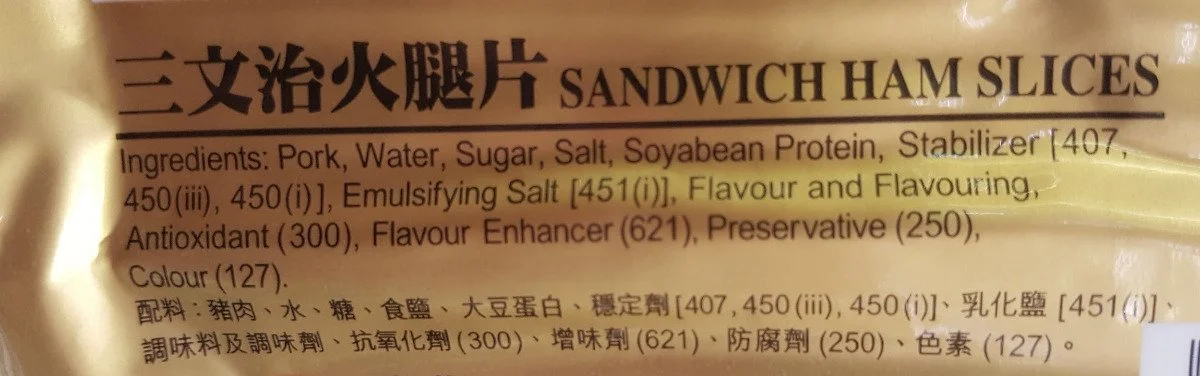 三文治火腿片 SANDWICH HAM SLICES
Ingredients: Pork, Water, Sugar, Salt, Soyabean Protein, Stabilizer [407,
450(iii), 450(i)], Emulsifying Salt [451(i)], Flavour and Flavouring,
Antioxidant (300), Flavour Enhancer (621), Preservative (250),
Colour (127).
配料：豬肉、水、糖、食鹽、大豆蛋白、穩定劑[407, 450(iii), 450(i)]、乳化鹽 [451(i)]、
調味料及調味劑、抗氧化劑(300)、增味劑(621)、防腐劑(250)、色素(127)。